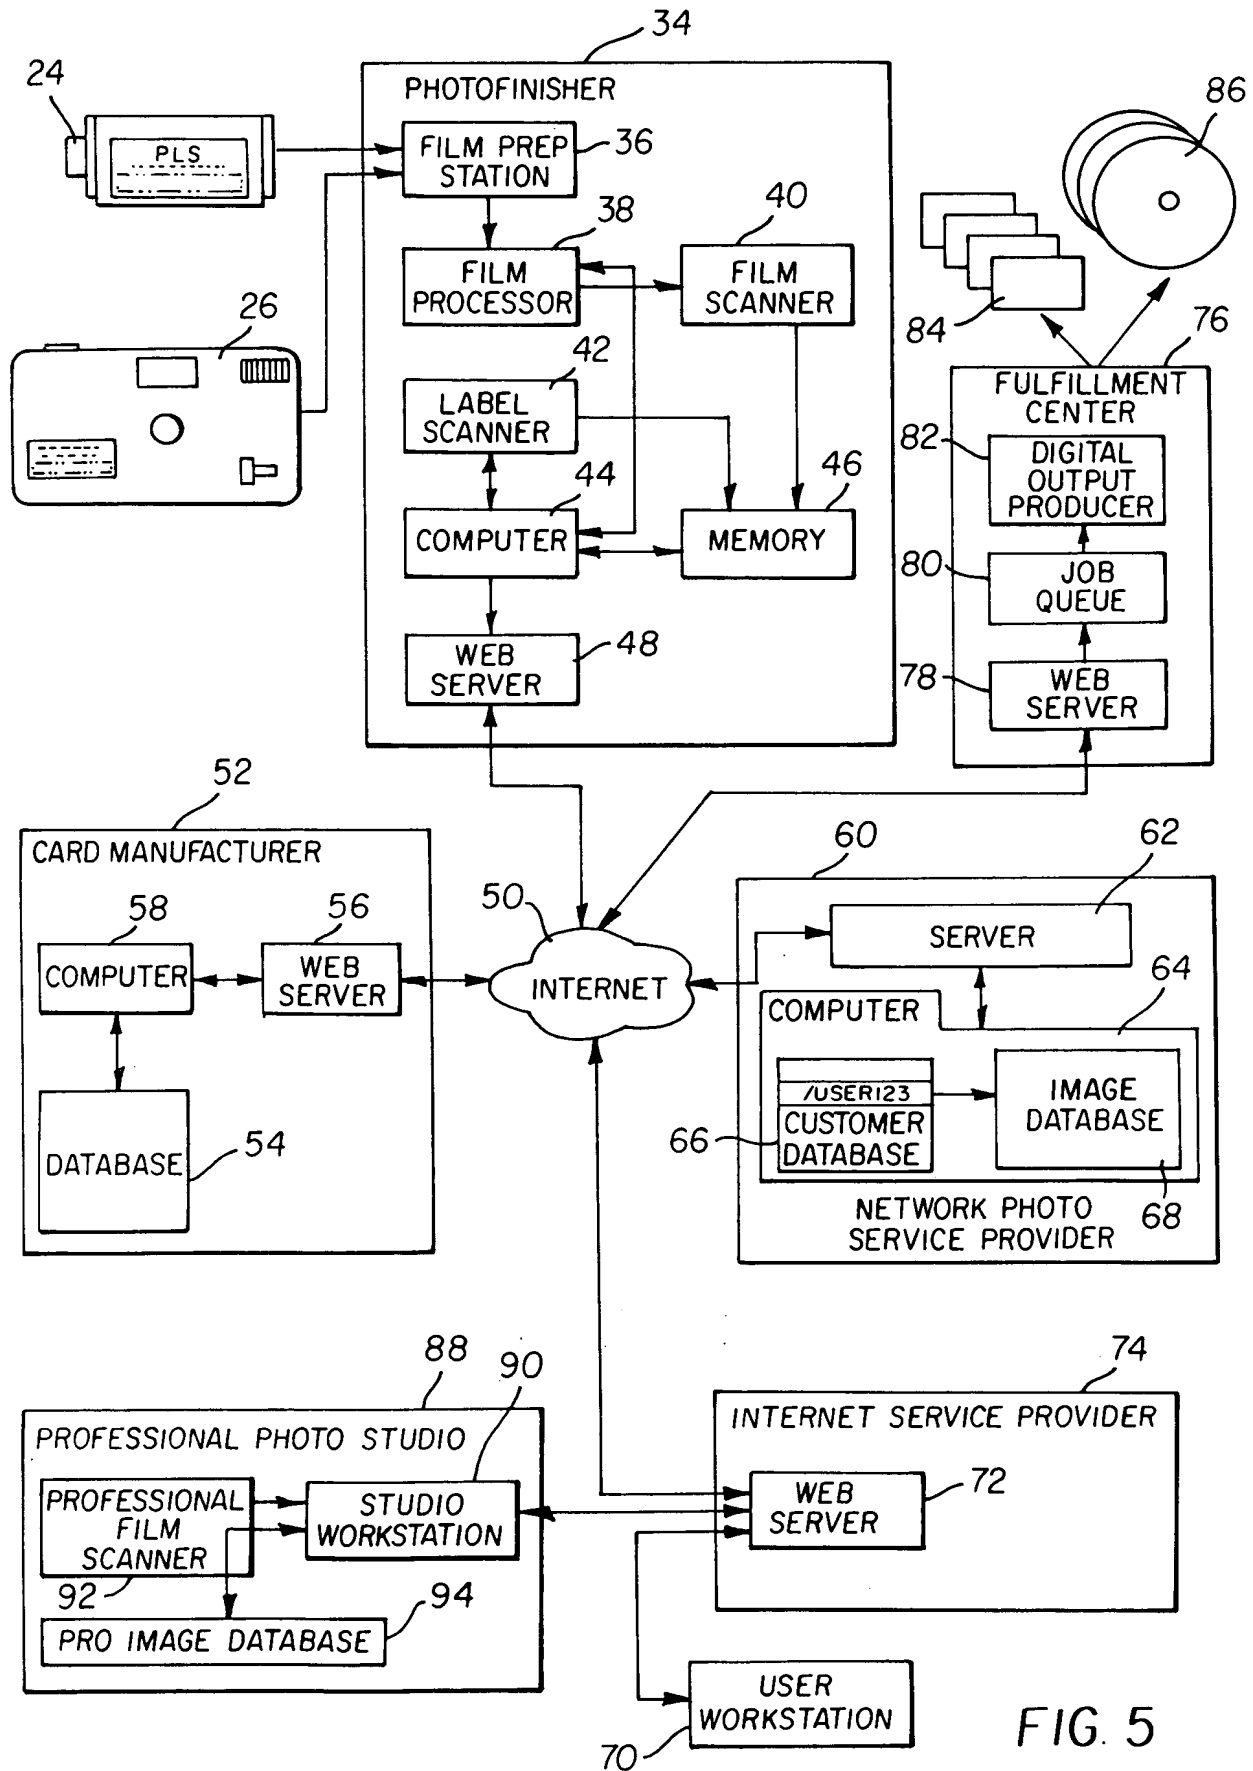 34
24
PHOTOFINISHER
86
PLS
FILM PREP
STATION
36
38
40
FILM
PROCESSOR
FILM
SCANNER
26
84
76
42
FULFILLMENT
CENTER
LABEL
SCANNER
82
DIGITAL
OUTPUT
PRODUCER
44
46
COMPUTER
MEMORY
80
JOB
QUEUE
WEB
SERVER
48
78
WEB
SERVER
52
CARD MANUFACTURER
60
62
58
56
50
SERVER
COMPUTER
WEB
SERVER
INTERNET
64
COMPUTER
/USER123
CUSTOMER
DATABASE
66
IMAGE
DATABASE
DATABASE
54
68
NETWORK PHOTO
SERVICE PROVIDER
88
90
74
PROFESSIONAL PHOTO STUDIO
INTERNET SERVICE PROVIDER
PROFESSIONAL
FILM
SCANNER
STUDIO
WORKSTATION
WEB
SERVER
72
92
94
PRO IMAGE DATABASE
USER
WORKSTATION
70
FIG. 5